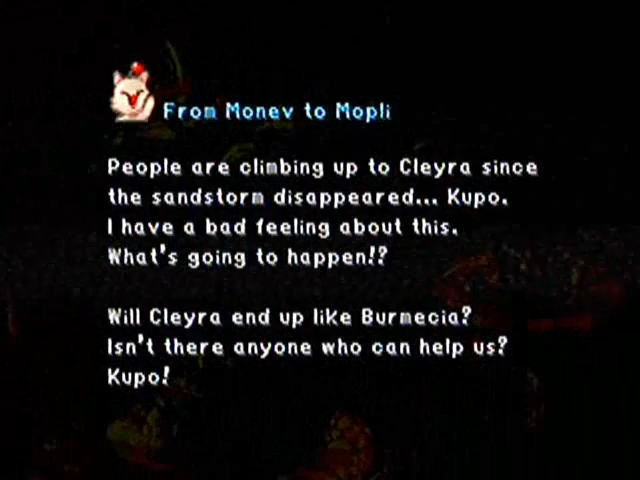 From Monev to Mopli
People are climbing up to Cleyra since
the sandstorm disappeared... Kupo.
I have a bad feeling about this.
What's going to happen!?
Will Cleyra end up like Burmecia?
Isn't there anyone who can help us?
Kupo!